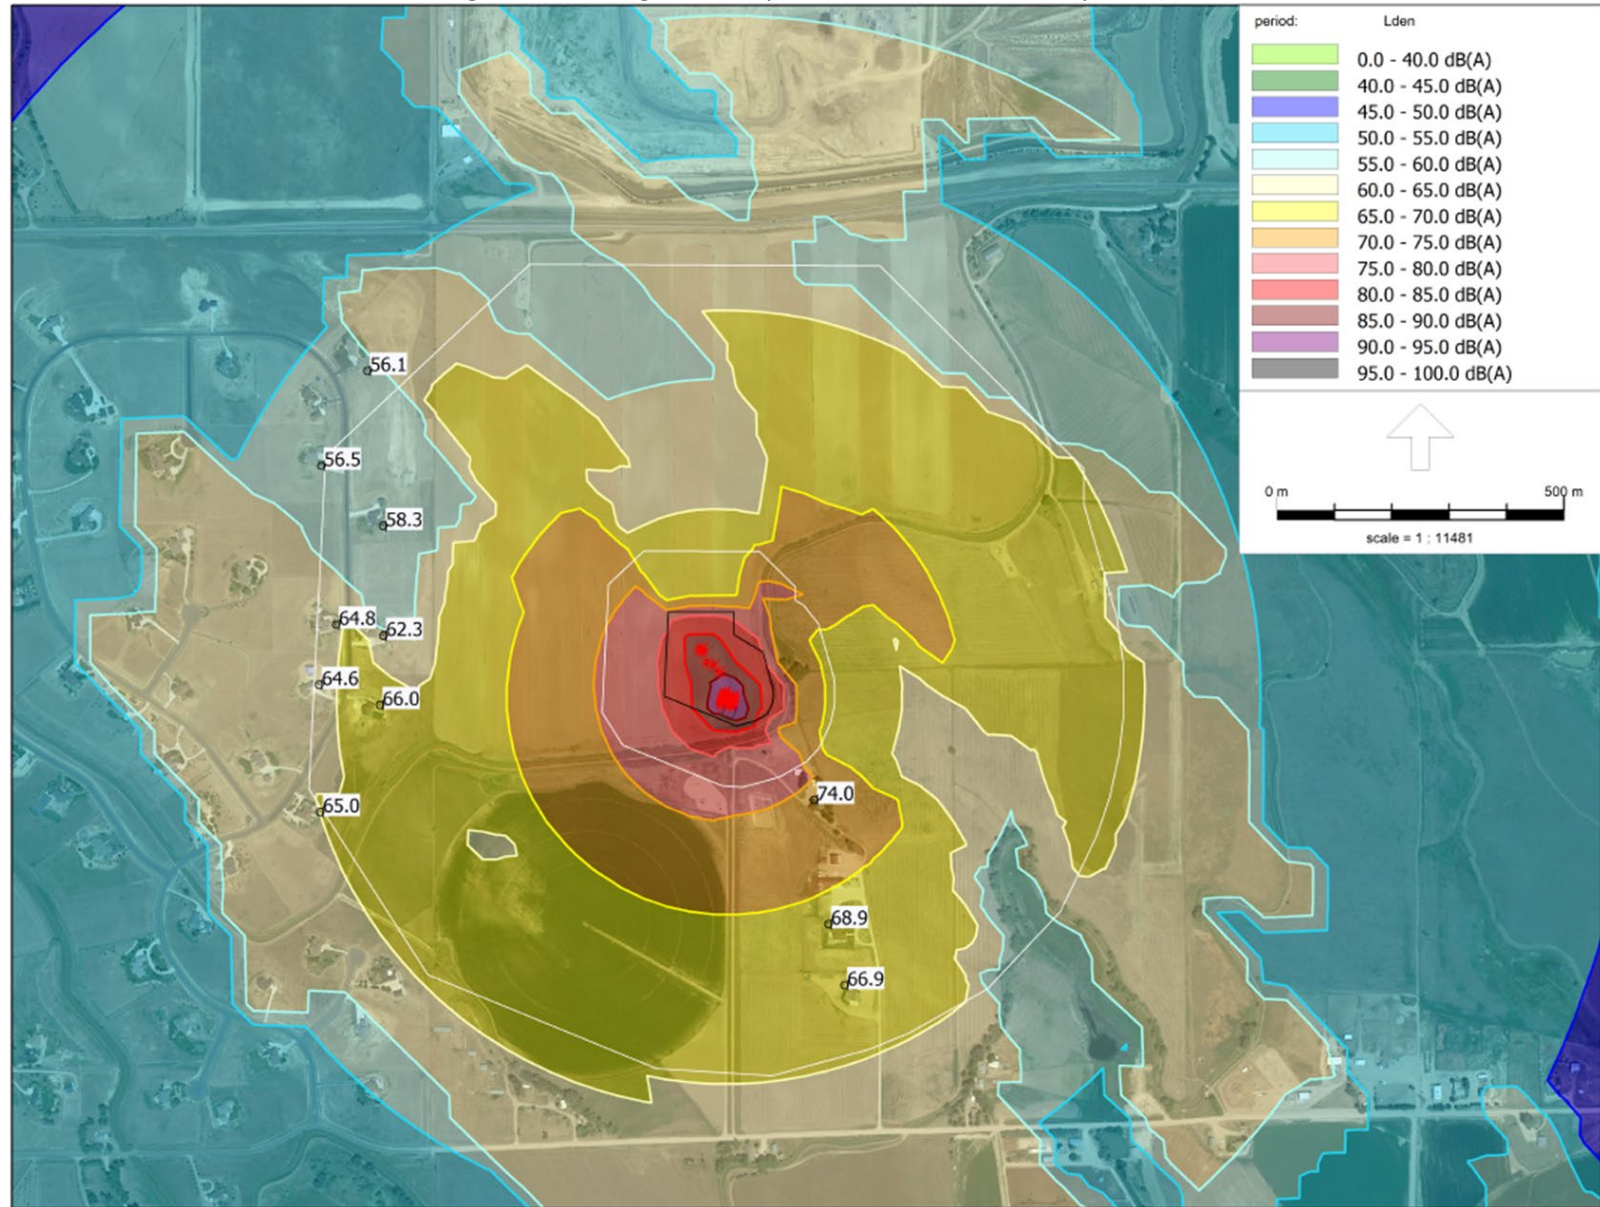 period: Lden
0.0 - 40.0 dB(A)
40.0 - 45.0 dB(A)
45.0 - 50.0 dB(A)
50.0 - 55.0 dB(A)
55.0 - 60.0 dB(A)
60.0 - 65.0 dB(A)
65.0 - 70.0 dB(A)
70.0 - 75.0 dB(A)
75.0 - 80.0 dB(A)
80.0 - 85.0 dB(A)
85.0 - 90.0 dB(A)
90.0 - 95.0 dB(A)
95.0 - 100.0 dB(A)
0 m 500 m
scale = 1 : 11481
56.1
56.5
58.3
64.8
62.3
64.6
66.0
74.0
65.0
68.9
66.9